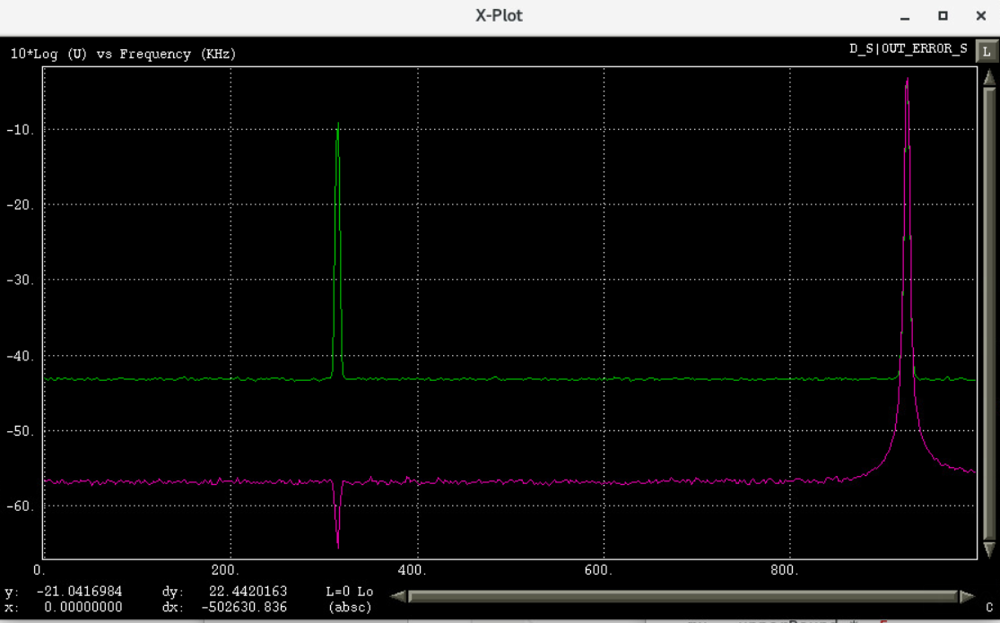 X-Plot
10*Log (U) vs Frequency (KHz)
D_S|OUT_ERROR_S
L
-10.
-20.
-30.
-40.
-50.
-60.
0. 200. 400. 600. 800.
y: -21.0416984 dy: 22.4420163 L=0 Lo
x: 0.00000000 dx: -502630.836 (absc)
C